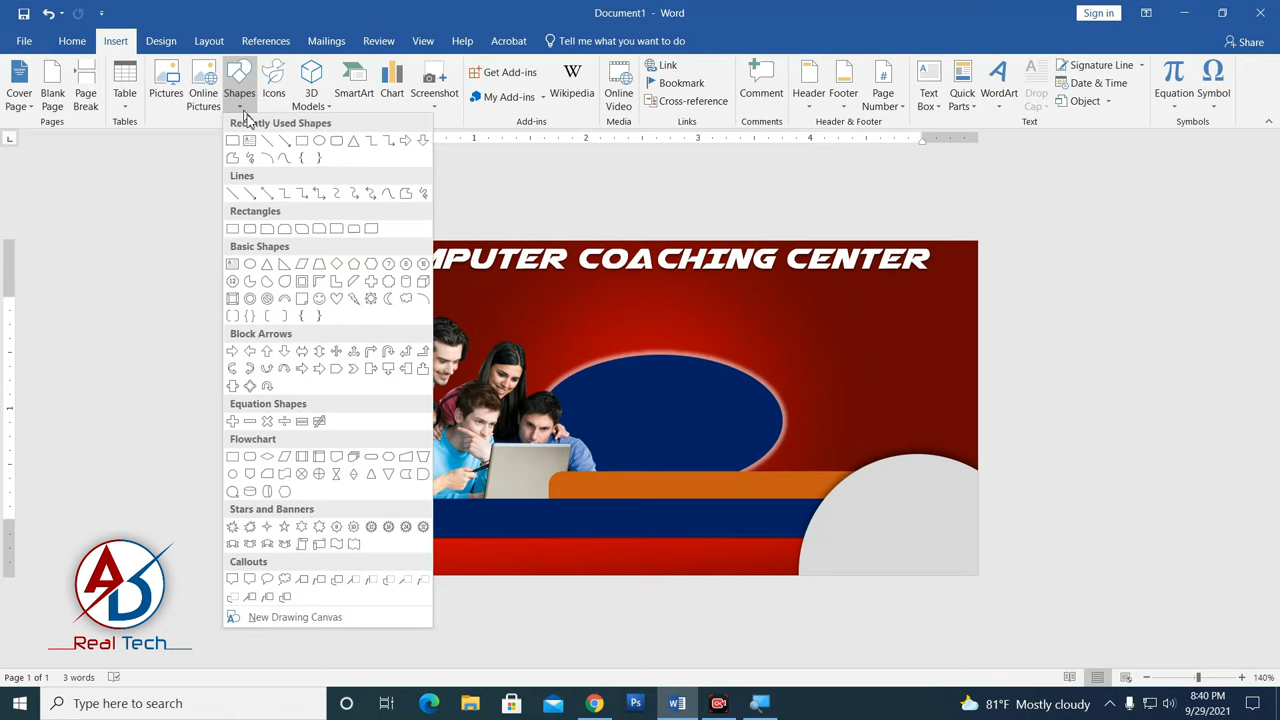 Document1 - Word
Sign in
File Home Insert Design Layout References Mailings Review View Help Acrobat Tell me what you want to do Share
Cover Page
Blank Page
Page Break
Table
Pictures
Online Pictures
Shapes
Icons
3D Models
SmartArt
Chart
Screenshot
Get Add-ins
My Add-ins
Wikipedia
Online Video
Link
Bookmark
Cross-reference
Comment
Header
Footer
Page Number
Text Box
Quick Parts
WordArt
Drop Cap
Signature Line
Date & Time
Object
Equation
Symbol
Pages Tables Add-ins Media Links Comments Header & Footer Text Symbols
Recently Used Shapes
Lines
Rectangles
Basic Shapes
Block Arrows
Equation Shapes
Flowchart
Stars and Banners
Callouts
New Drawing Canvas
1 2 3 4
MPUTER COACHING CENTER
AD
Real Tech
Page 1 of 1 3 words 140%
Type here to search
Ps
81°F Mostly cloudy
8:40 PM
9/29/2021